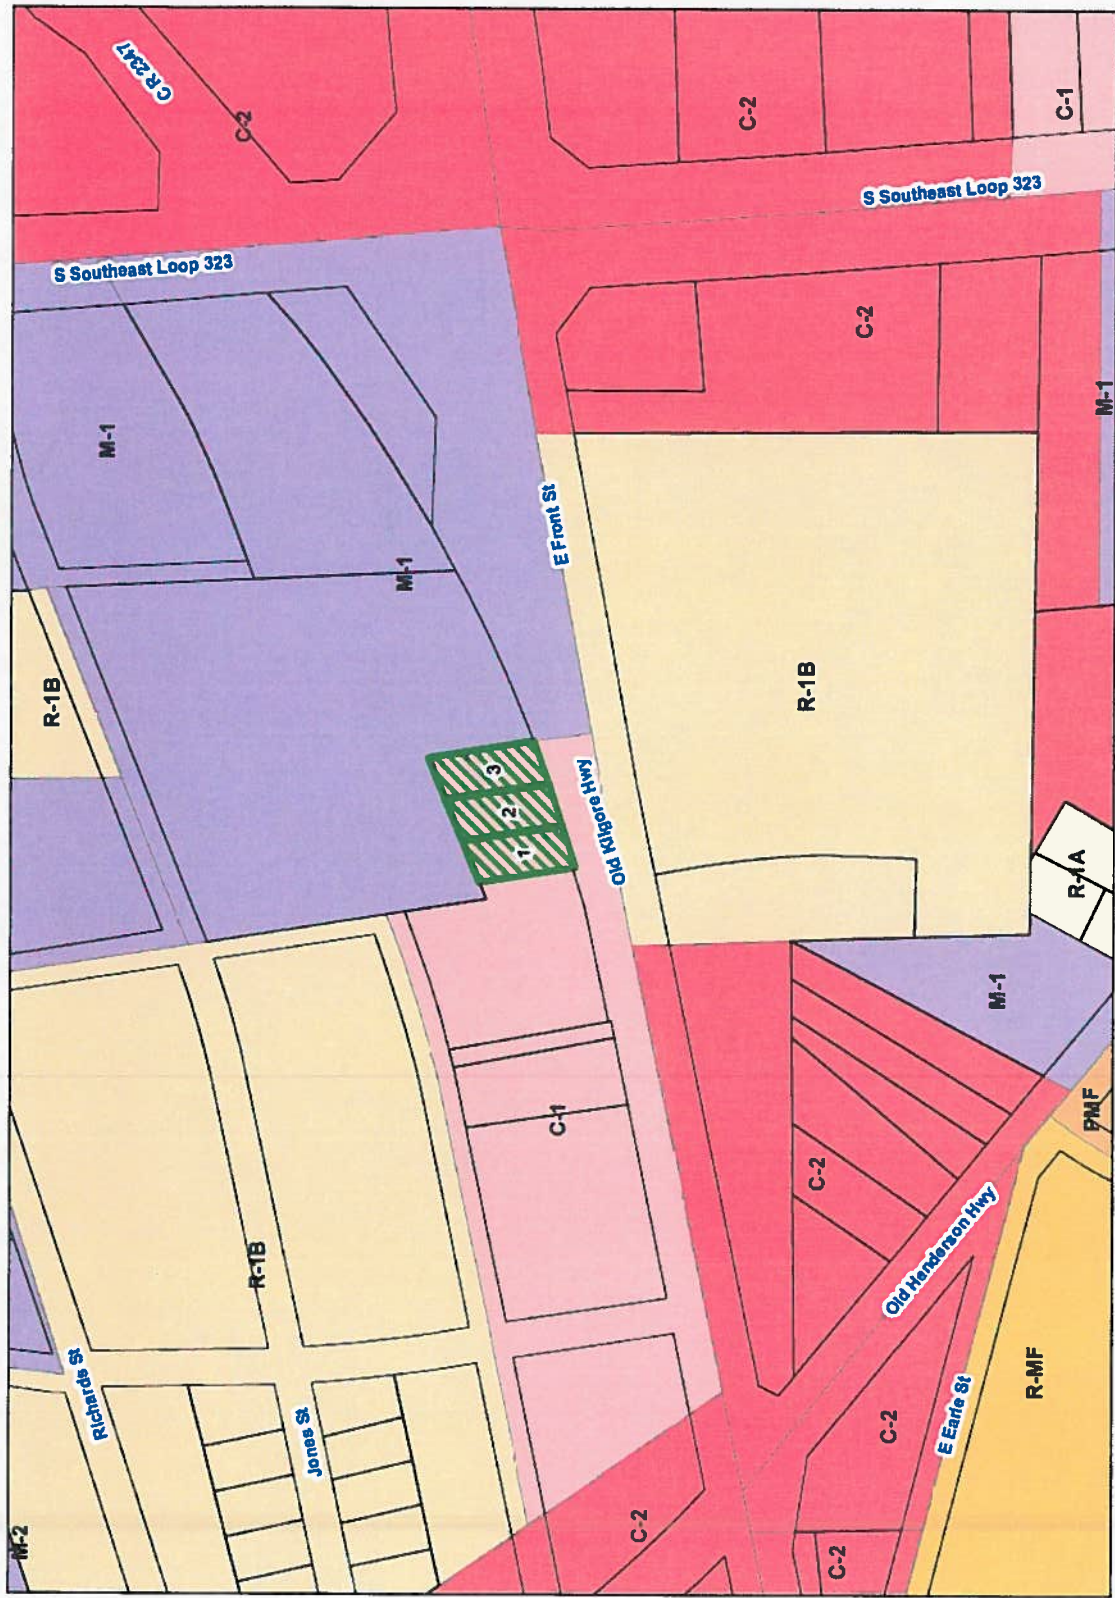 C R 2347
C-2
C-2
C-1
S Southeast Loop 323
S Southeast Loop 323
C-2
M-1
M-1
E Front St
M-1
R-1B
R-1B
3
2
1
Old Kilgore Hwy
R-1A
M-1
C-1
PMF
C-2
R-1B
Old Henderson Hwy
Richards St
Jones St
C-2
E Earle St
R-MF
M-2
C-2
C-2